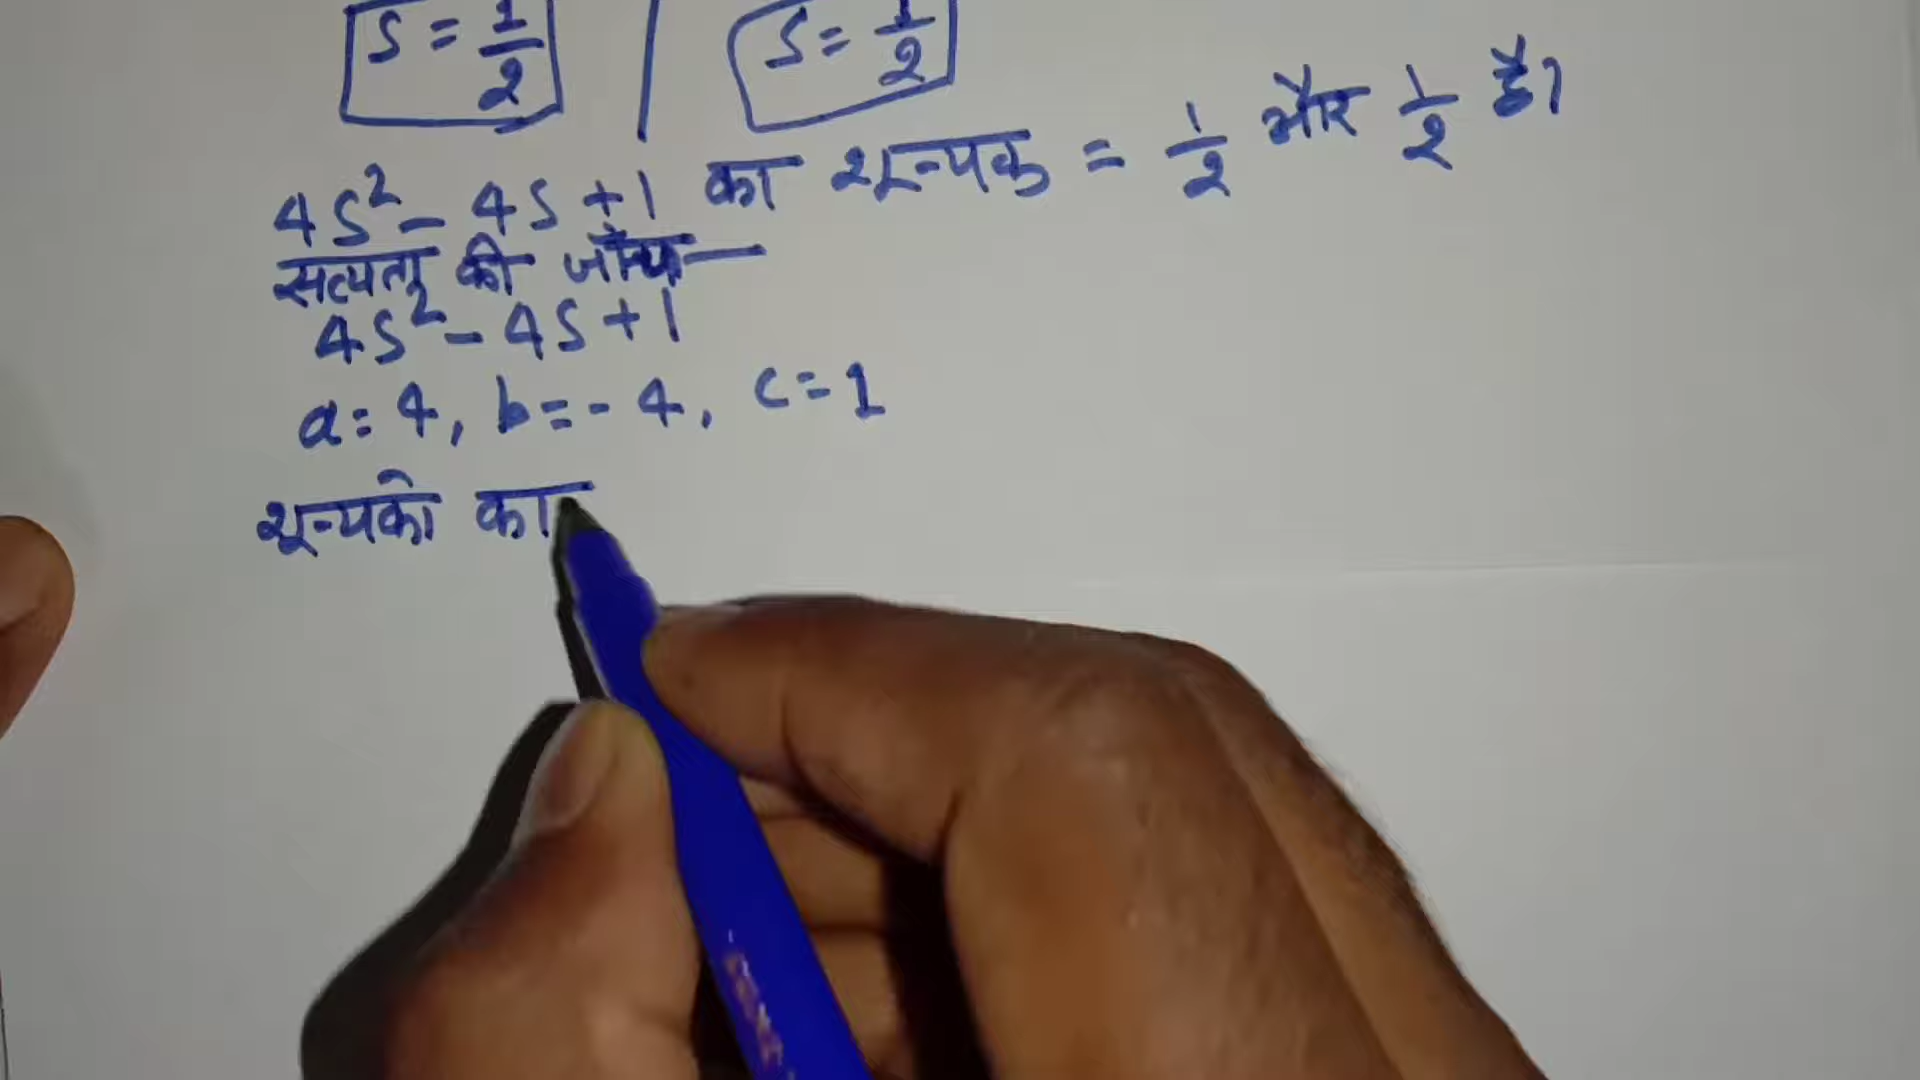 S = 1/2 | S = 1/2
4S² - 4S + 1 का शून्यक = 1/2 और 1/2 है।
सत्यता की जाँच —
4S² - 4S + 1
a = 4, b = - 4, c = 1
शून्यको का